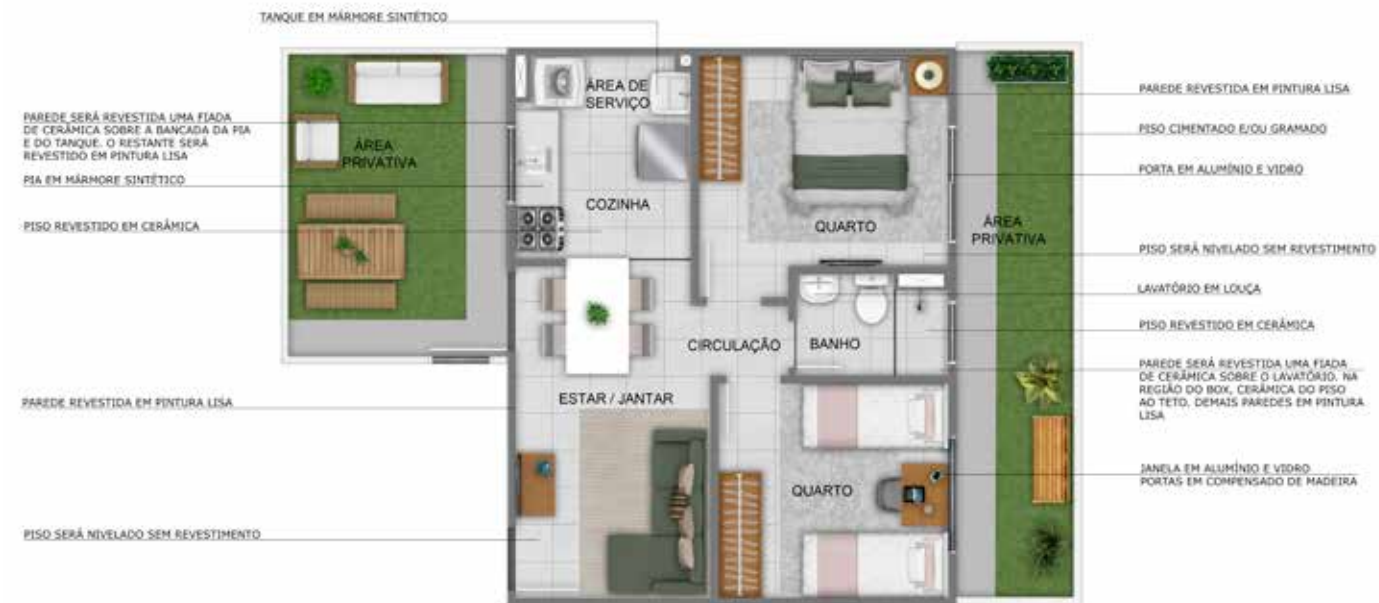 TANQUE EM MÁRMORE SINTÉTICO
PAREDE SERÁ REVESTIDA UMA FIADA
DE CERÂMICA SOBRE A BANCADA DA PIA
E DO TANQUE. O RESTANTE SERÁ
REVESTIDO EM PINTURA LISA
PIA EM MÁRMORE SINTÉTICO
PISO REVESTIDO EM CERÂMICA
PAREDE REVESTIDA EM PINTURA LISA
PISO SERÁ NIVELADO SEM REVESTIMENTO
ÁREA
PRIVATIVA
ÁREA DE
SERVIÇO
COZINHA
ESTAR / JANTAR
CIRCULAÇÃO
BANHO
QUARTO
QUARTO
ÁREA
PRIVATIVA
PAREDE REVESTIDA EM PINTURA LISA
PISO CIMENTADO E/OU GRAMADO
PORTA EM ALUMÍNIO E VIDRO
PISO SERÁ NIVELADO SEM REVESTIMENTO
LAVATÓRIO EM LOUÇA
PISO REVESTIDO EM CERÂMICA
PAREDE SERÁ REVESTIDA UMA FIADA
DE CERÂMICA SOBRE O LAVATÓRIO. NA
REGIÃO DO BOX, CERÂMICA DO PISO
AO TETO. DEMAIS PAREDES EM PINTURA
LISA
JANELA EM ALUMÍNIO E VIDRO
PORTAS EM COMPENSADO DE MADEIRA